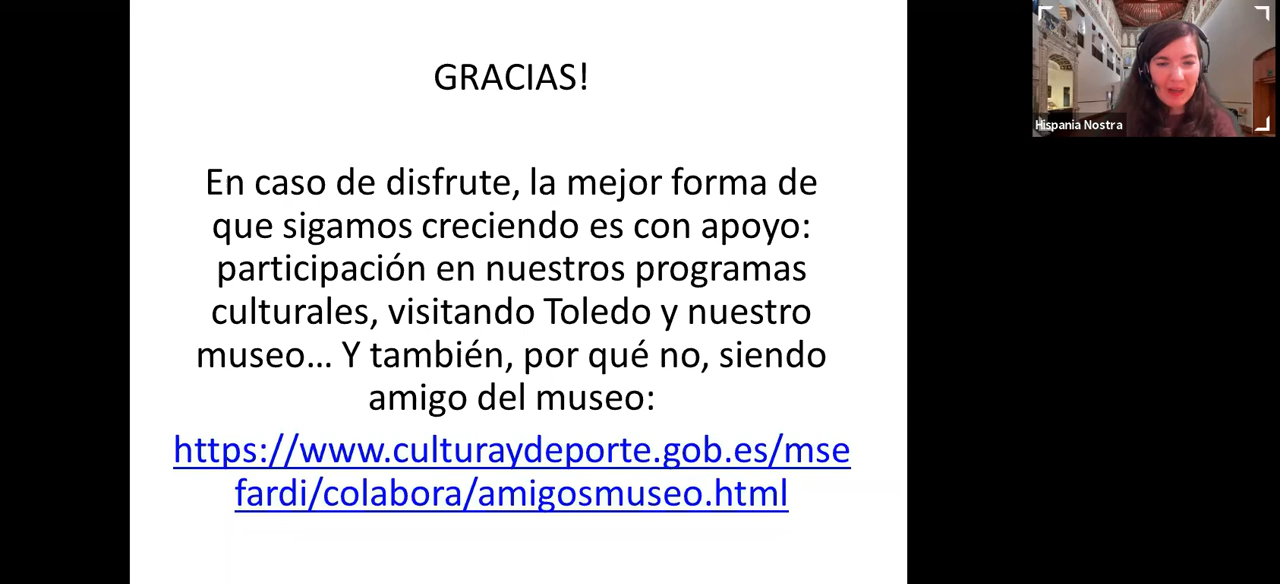 GRACIAS!
En caso de disfrute, la mejor forma de
que sigamos creciendo es con apoyo:
participación en nuestros programas
culturales, visitando Toledo y nuestro
museo... Y también, por qué no, siendo
amigo del museo:
https://www.culturaydeporte.gob.es/mse
fardi/colabora/amigosmuseo.html
Hispania Nostra